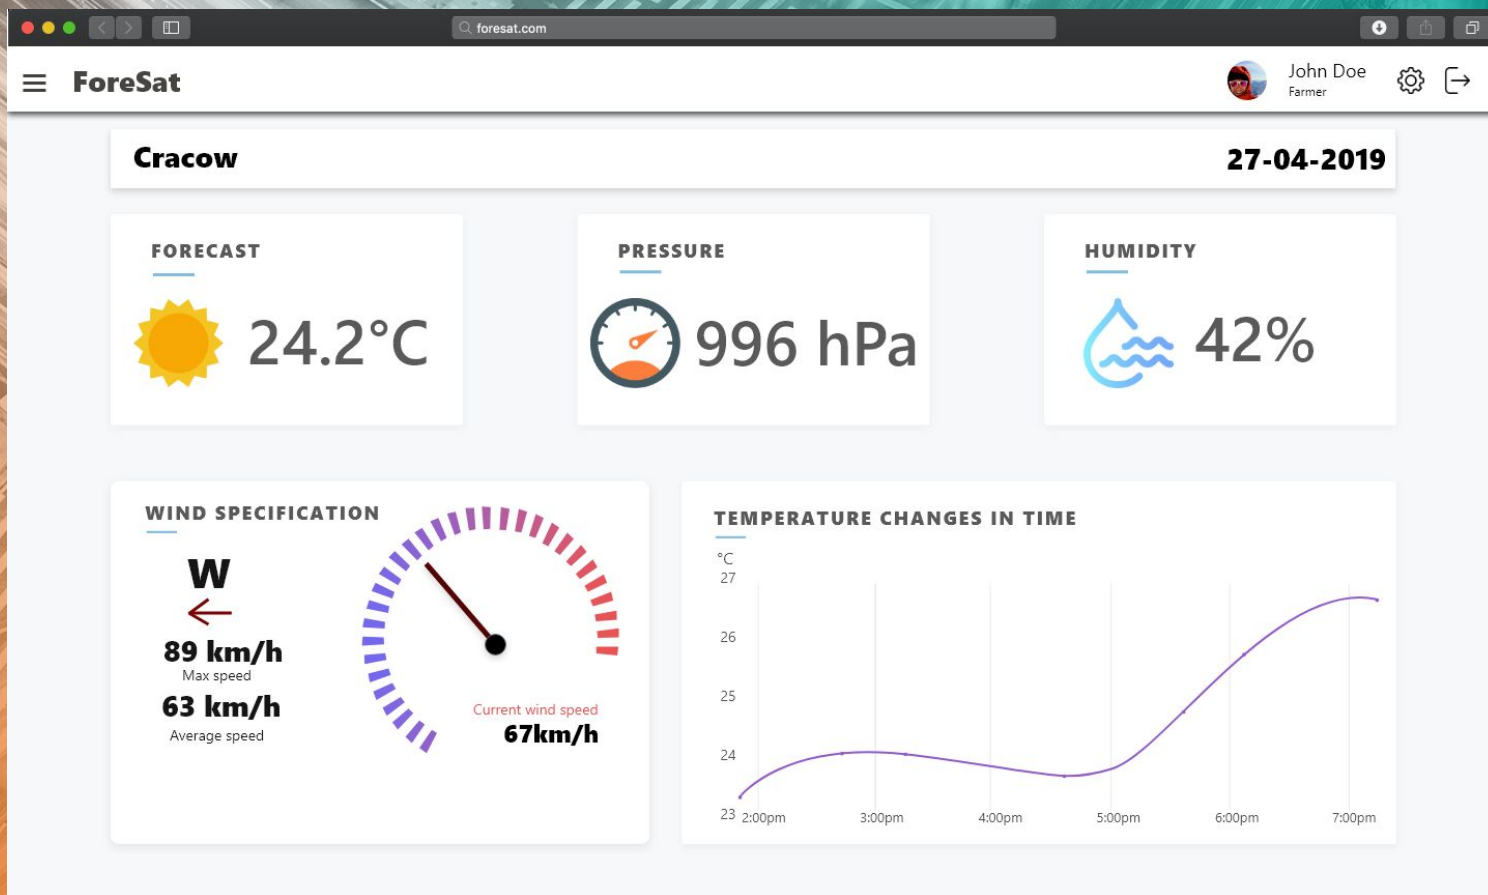 foresat.com
ForeSat
John Doe
Farmer
Cracow
27-04-2019
FORECAST
24.2°C
PRESSURE
996 hPa
HUMIDITY
42%
WIND SPECIFICATION
W
89 km/h
Max speed
63 km/h
Average speed
Current wind speed
67km/h
TEMPERATURE CHANGES IN TIME
°C
27
26
25
24
23
2:00pm 3:00pm 4:00pm 5:00pm 6:00pm 7:00pm